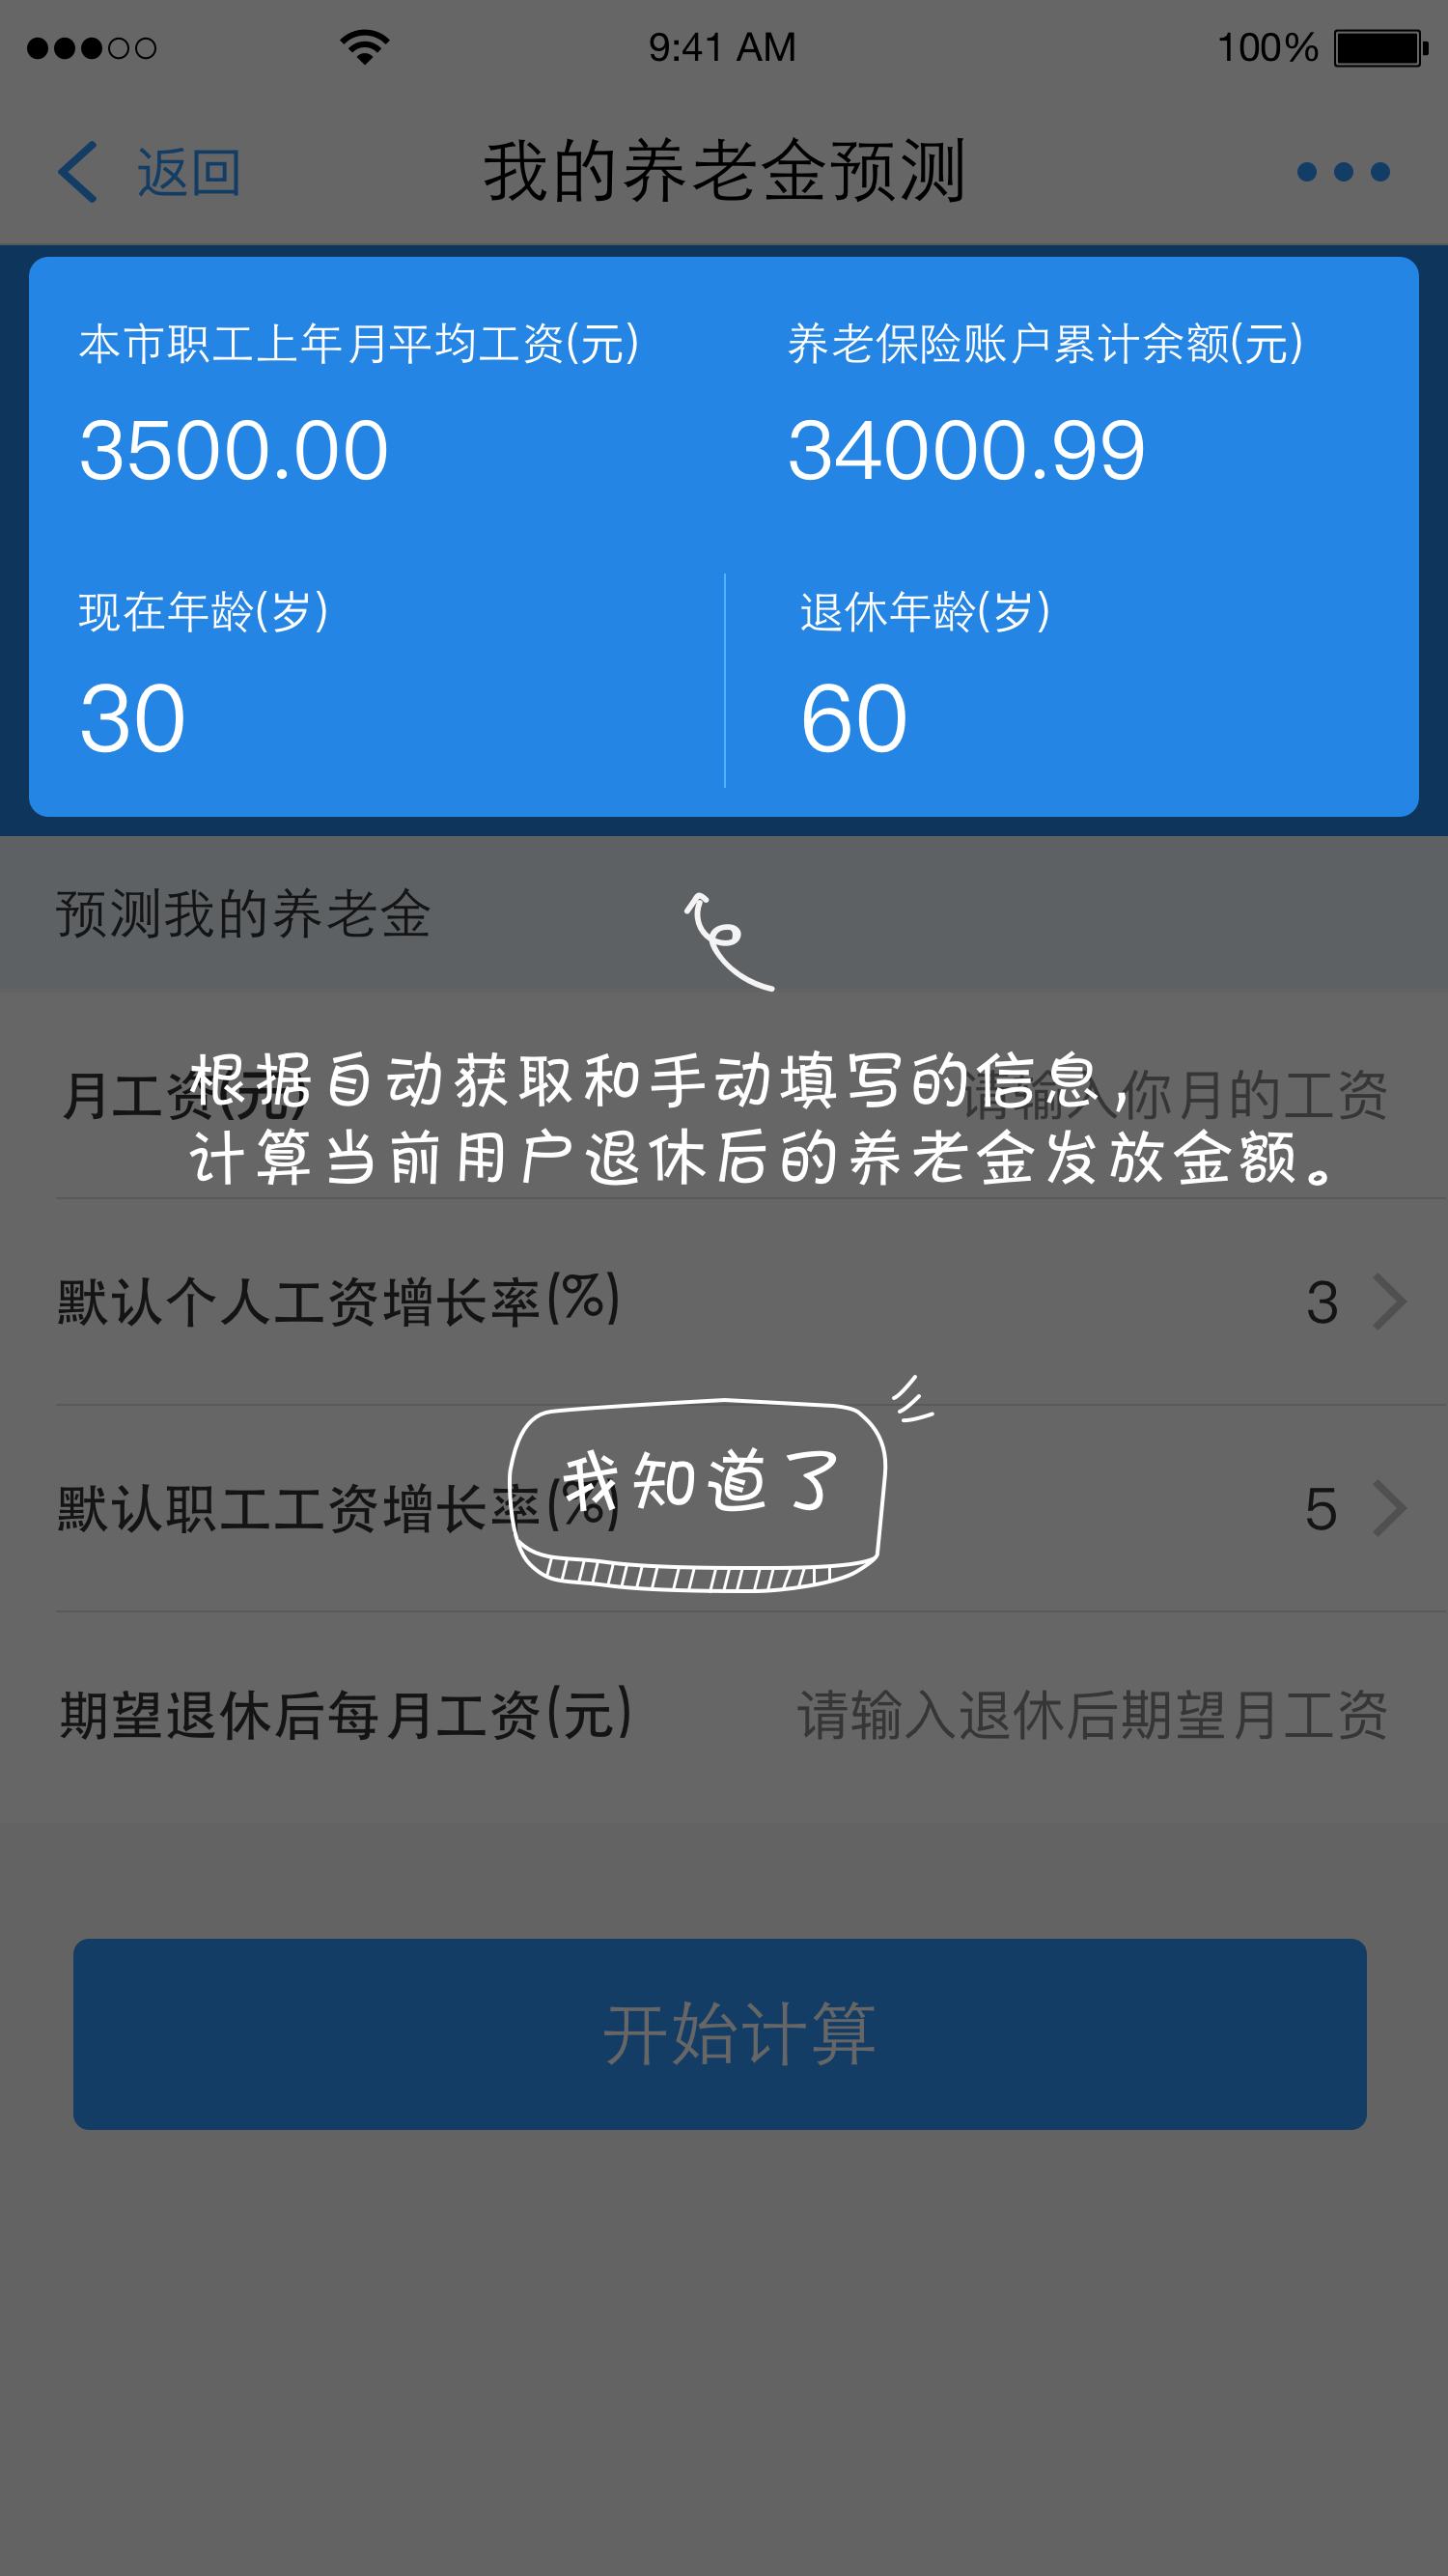 9:41 AM 100%
返回 我的养老金预测
本市职工上年月平均工资(元) 养老保险账户累计余额(元)
3500.00 34000.99
现在年龄(岁) 退休年龄(岁)
30 60
预测我的养老金
月工资(元) 请输入你月的工资
根据自动获取和手动填写的信息,
计算当前用户退休后的养老金发放金额。
默认个人工资增长率(%) 3
我知道了
默认职工工资增长率(%) 5
期望退休后每月工资(元) 请输入退休后期望月工资
开始计算